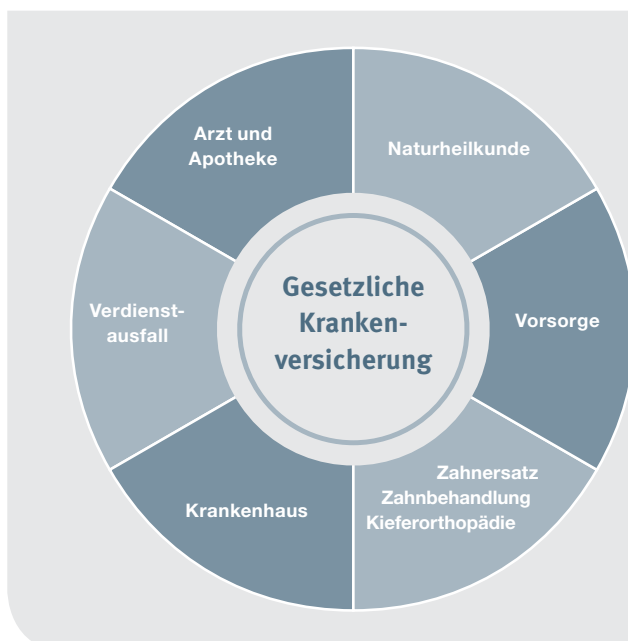 Arzt und
Apotheke
Naturheilkunde
Verdienst-
ausfall
Gesetzliche
Kranken-
versicherung
Vorsorge
Krankenhaus
Zahnersatz
Zahnbehandlung
Kieferorthopädie